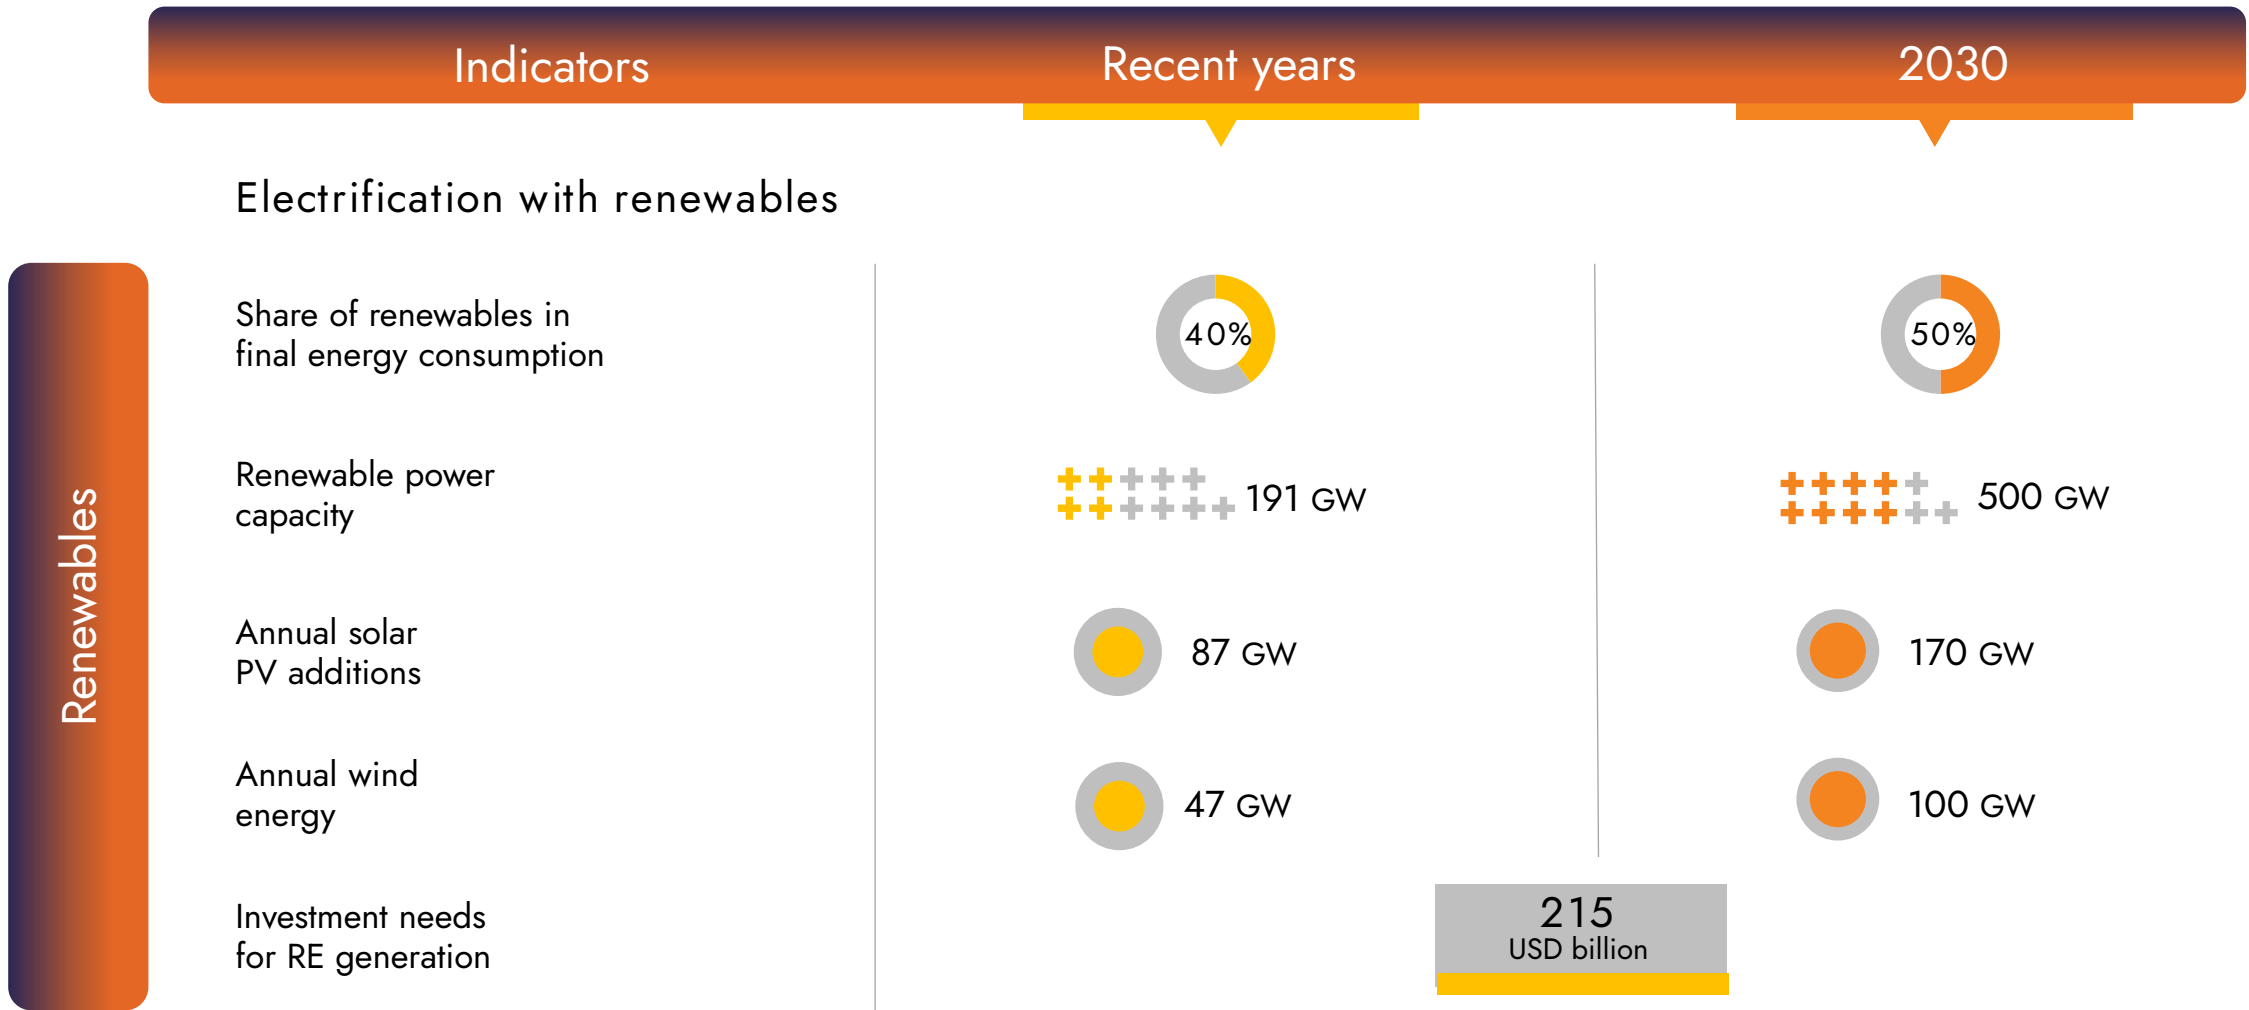 Indicators
Recent years
2030
Electrification with renewables
Renewables
Share of renewables in
final energy consumption
40%
50%
Renewable power
capacity
191 GW
500 GW
Annual solar
PV additions
87 GW
170 GW
Annual wind
energy
47 GW
100 GW
Investment needs
for RE generation
215
USD billion